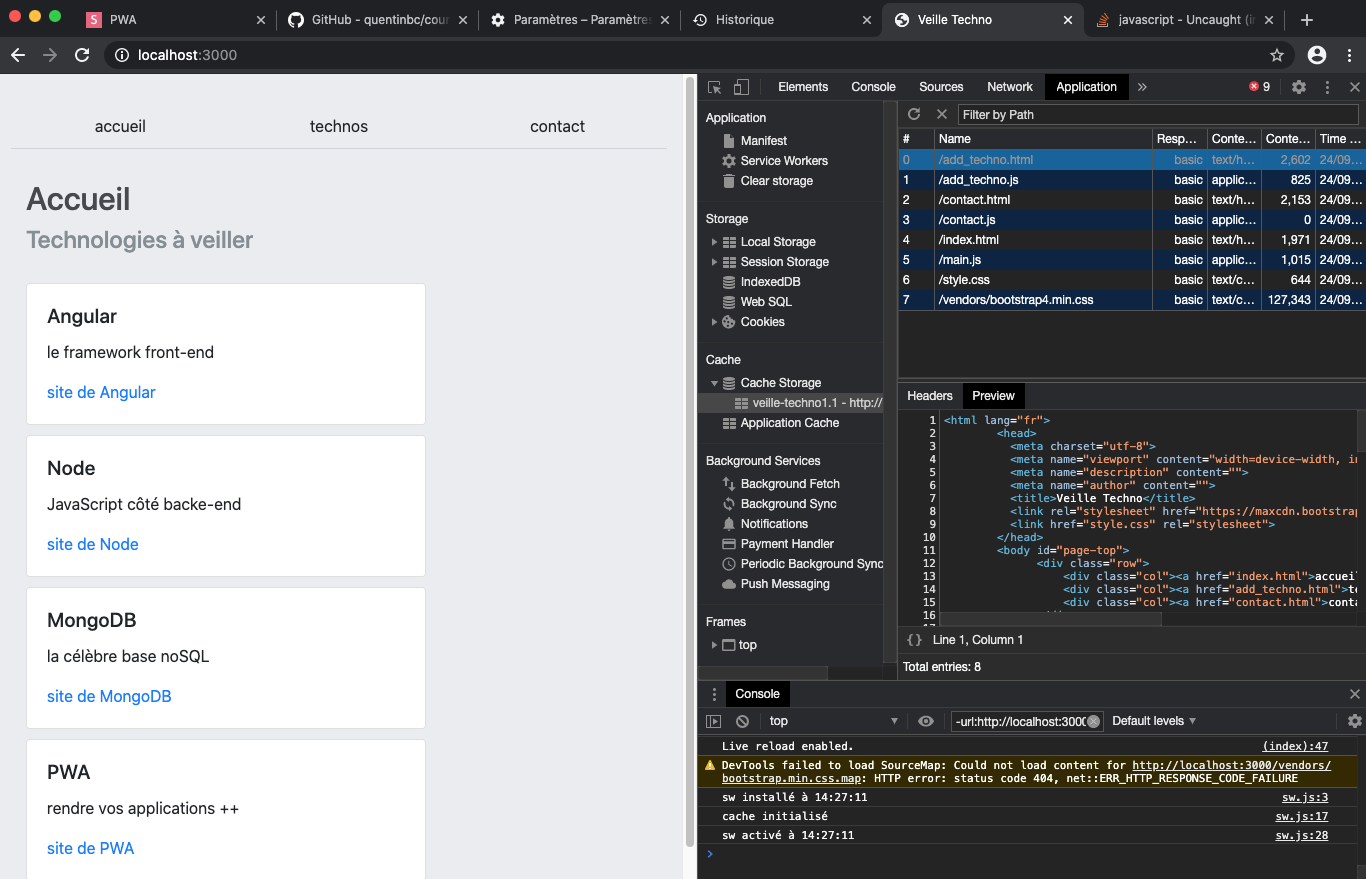 PWA
GitHub - quentinbc/cour
Paramètres – Paramètres
Historique
Veille Techno
javascript - Uncaught (i
localhost:3000
accueil
technos
contact
Accueil
Technologies à veiller
Angular
le framework front-end
site de Angular
Node
JavaScript côté backe-end
site de Node
MongoDB
la célèbre base noSQL
site de MongoDB
PWA
rendre vos applications ++
site de PWA
Elements Console Sources Network Application » 9
Application
Manifest
Service Workers
Clear storage
Storage
Local Storage
Session Storage
IndexedDB
Web SQL
Cookies
Cache
Cache Storage
veille-techno1.1 - http://
Application Cache
Background Services
Background Fetch
Background Sync
Notifications
Payment Handler
Periodic Background Sync
Push Messaging
Frames
top
Filter by Path
# Name Resp... Conte... Conte... Time ...
0 /add_techno.html basic text/h... 2,602 24/09...
1 /add_techno.js basic applic... 825 24/09...
2 /contact.html basic text/h... 2,153 24/09...
3 /contact.js basic applic... 0 24/09...
4 /index.html basic text/h... 1,971 24/09...
5 /main.js basic applic... 1,015 24/09...
6 /style.css basic text/c... 644 24/09...
7 /vendors/bootstrap4.min.css basic text/c... 127,343 24/09...
Headers Preview
1 <html lang="fr">
2 <head>
3 <meta charset="utf-8">
4 <meta name="viewport" content="width=device-width, in
5 <meta name="description" content="">
6 <meta name="author" content="">
7 <title>Veille Techno</title>
8 <link rel="stylesheet" href="https://maxcdn.bootstrap
9 <link href="style.css" rel="stylesheet">
10 </head>
11 <body id="page-top">
12 <div class="row">
13 <div class="col"><a href="index.html">accueil
14 <div class="col"><a href="add_techno.html">te
15 <div class="col"><a href="contact.html">conta
16
{} Line 1, Column 1
Total entries: 8
Console
top
-url:http://localhost:3000
Default levels
Live reload enabled. (index):47
DevTools failed to load SourceMap: Could not load content for http://localhost:3000/vendors/
bootstrap.min.css.map: HTTP error: status code 404, net::ERR_HTTP_RESPONSE_CODE_FAILURE
sw installé à 14:27:11 sw.js:3
cache initialisé sw.js:17
sw activé à 14:27:11 sw.js:28